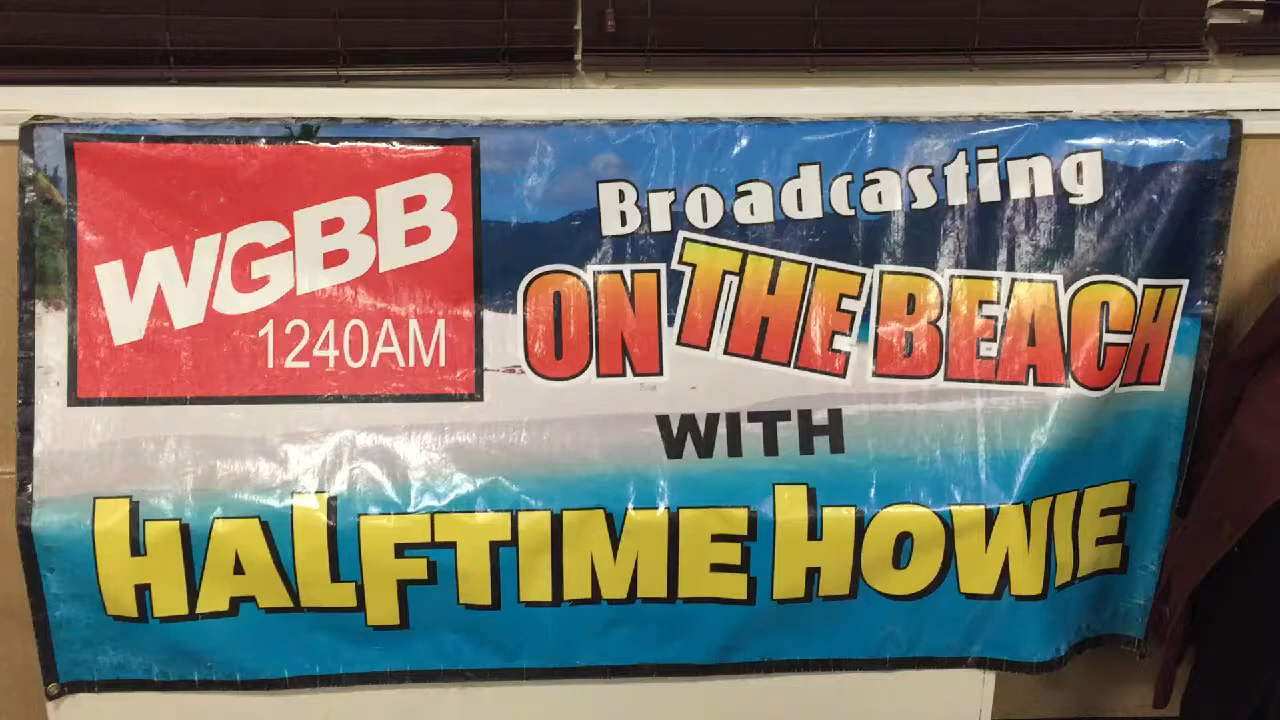 WGBB
1240AM
Broadcasting
ON THE BEACH
WITH
HALFTIME HOWIE